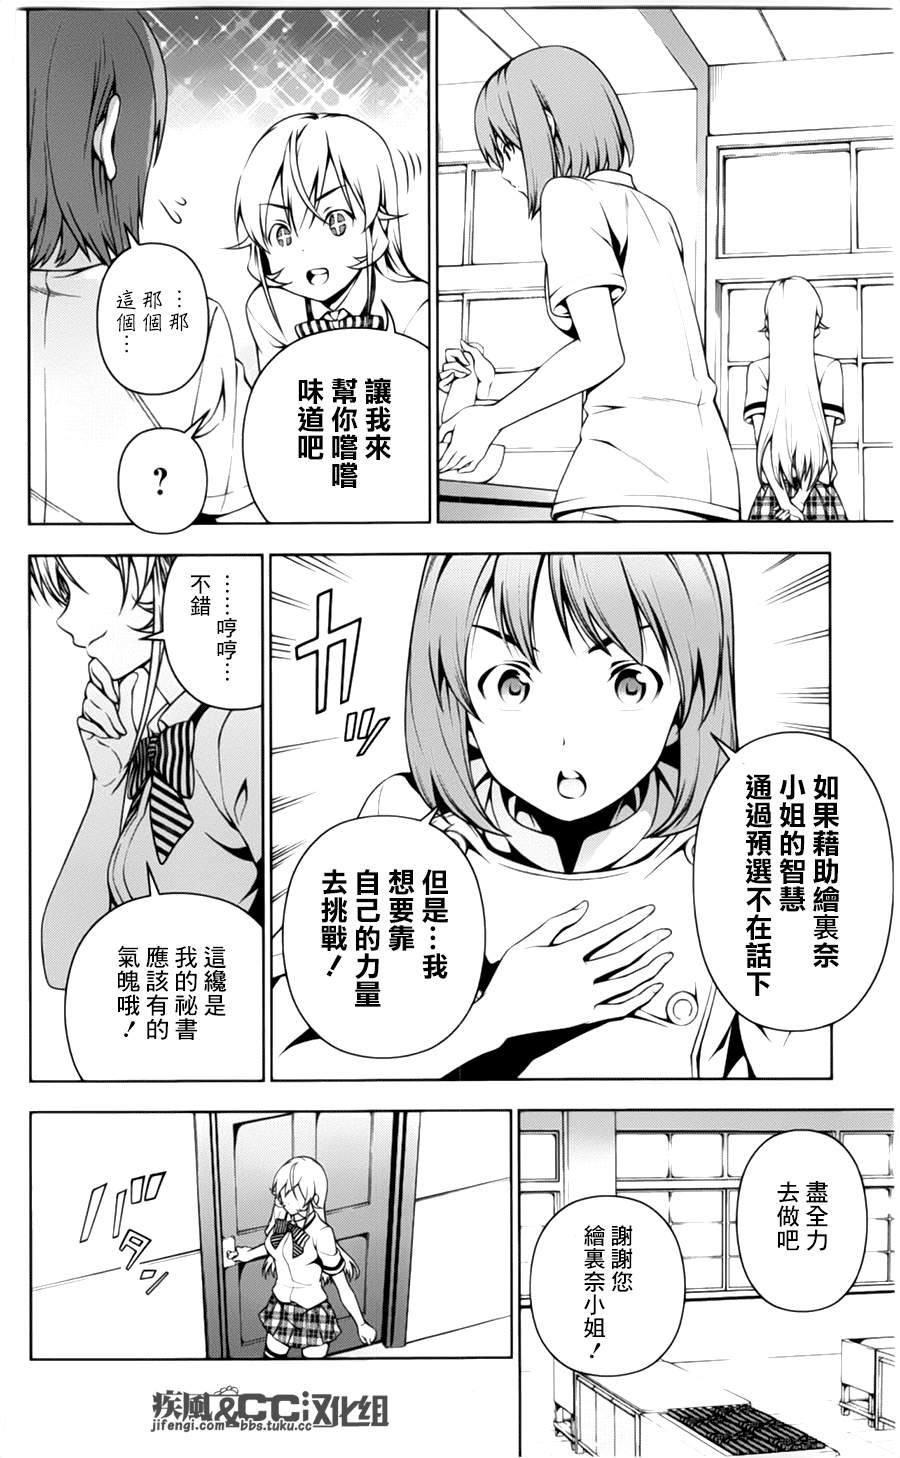 讓我來
幫你嚐嚐
味道吧
…那
那個
這個…
?
如果藉助繪裏奈
小姐的智慧
通過預選不在話下
但是…我
想要靠
自己的力量
去挑戰！
カッ
……哼哼…
不錯
這纔是
我的祕書
應該有的
氣魄哦！
盡全力
去做吧
謝謝您
繪裏奈小姐！
バタン
疾風&CC汉化组
jifengi.com
bbs.tuku.cc